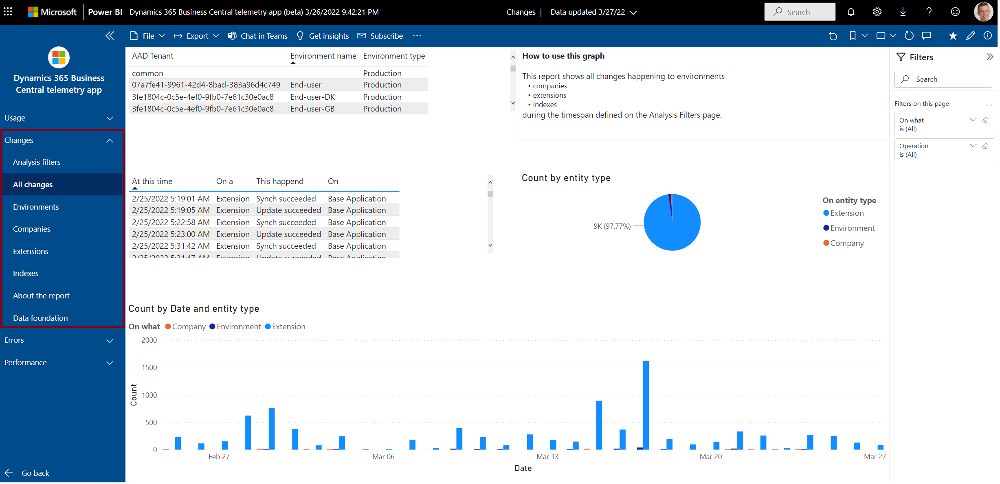 Microsoft Power BI Dynamics 365 Business Central telemetry app (beta) 3/26/2022 9:42:21 PM Changes | Data updated 3/27/22 Search
File Export Chat in Teams Get insights Subscribe ...
Dynamics 365 Business
Central telemetry app
Usage
Changes
Analysis filters
All changes
Environments
Companies
Extensions
Indexes
About the report
Data foundation
Errors
Performance
Go back
AAD Tenant Environment name Environment type
common Production
07a7fe41-9961-42d4-8bad-383a96d4c749 End-user Production
3fe1804c-0c5e-4ef0-9fb0-7e61c30e0ac8 End-user-DK Production
3fe1804c-0c5e-4ef0-9fb0-7e61c30e0ac8 End-user-GB Production
How to use this graph
This report shows all changes happening to environments
• companies
• extensions
• indexes
during the timespan defined on the Analysis Filters page.
At this time On a This happend On
2/25/2022 5:19:01 AM Extension Synch succeeded Base Application
2/25/2022 5:19:05 AM Extension Update succeeded Base Application
2/25/2022 5:22:58 AM Extension Synch succeeded Base Application
2/25/2022 5:23:00 AM Extension Update succeeded Base Application
2/25/2022 5:31:42 AM Extension Synch succeeded Base Application
2/25/2022 5:31:47 AM Extension Update succeeded Base Application
Count by entity type
9K (97.77%)
On entity type
Extension
Environment
Company
Count by Date and entity type
On what Company Environment Extension
2000
1500
1000
500
0
Count
Feb 27 Mar 06 Mar 13 Mar 20 Mar 27
Date
Filters
Search
Filters on this page ...
On what
is (All)
Operation
is (All)